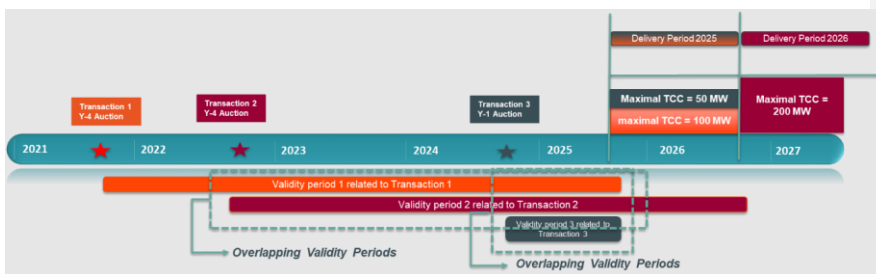 Delivery Period 2025
Delivery Period 2026
Transaction 1
Y-4 Auction
Transaction 2
Y-4 Auction
Transaction 3
Y-1 Auction
Maximal TCC = 50 MW
maximal TCC = 100 MW
Maximal TCC =
200 MW
2021
2022
2023
2024
2025
2026
2027
Validity period 1 related to Transaction 1
Validity period 2 related to Transaction 2
Validity period 3 related to
Transaction 3
Overlapping Validity Periods
Overlapping Validity Periods